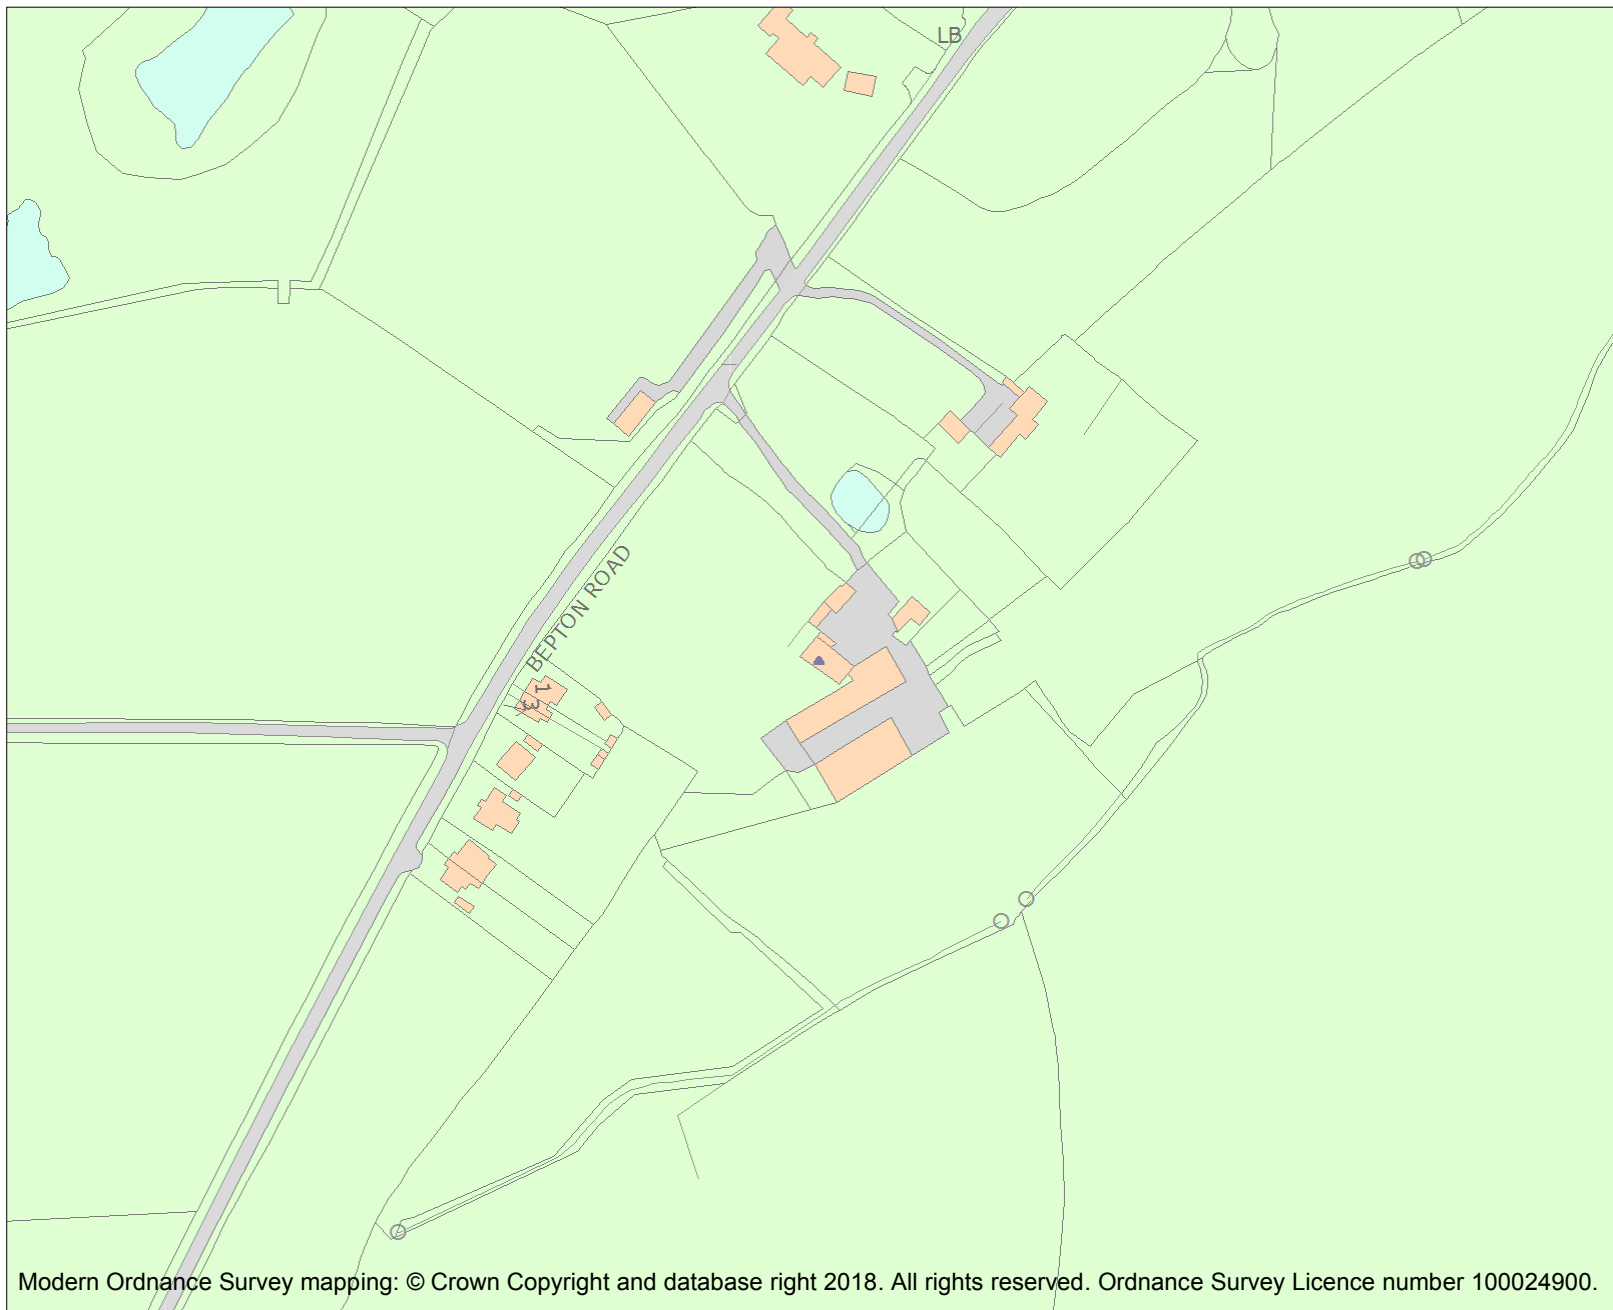 LB
BEPTON ROAD
1
3
Modern Ordnance Survey mapping: © Crown Copyright and database right 2018. All rights reserved. Ordnance Survey Licence number 100024900.